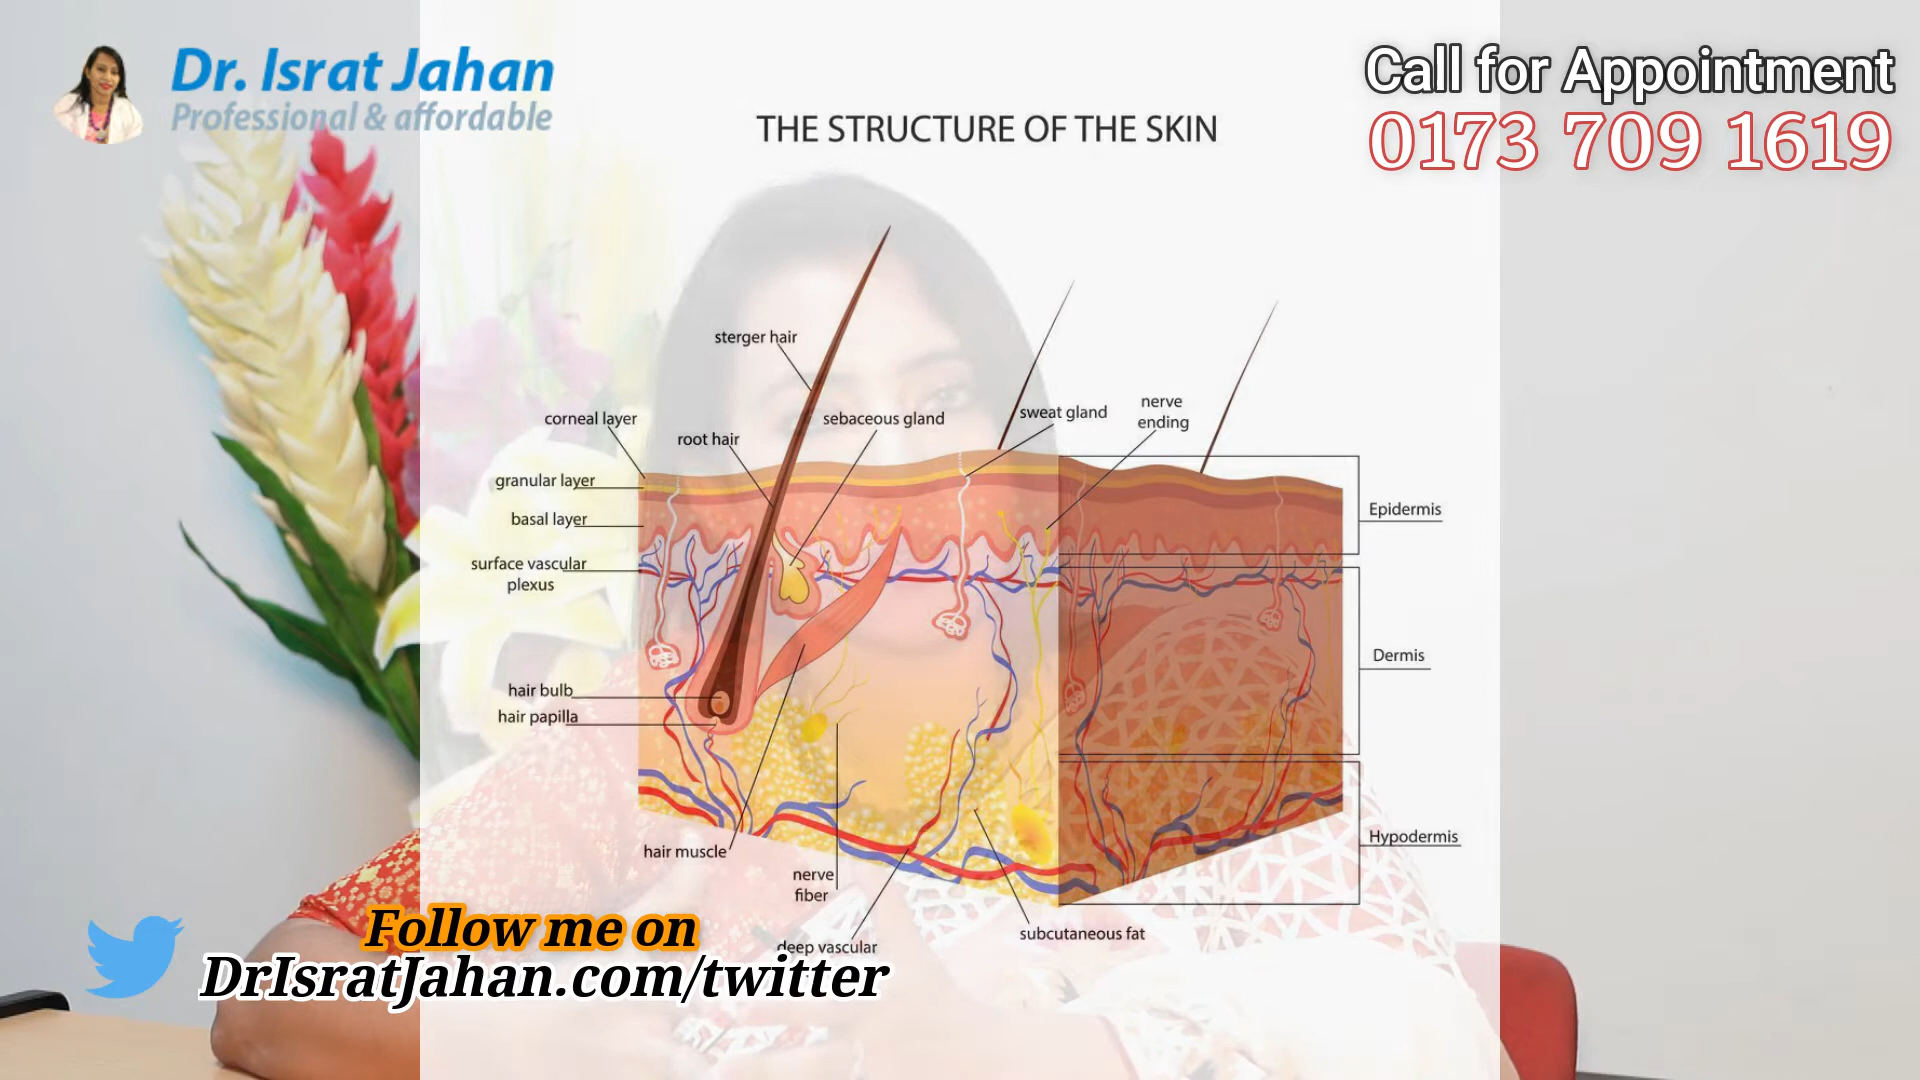 Dr. Israt Jahan
Professional & affordable
Call for Appointment
0173 709 1619
THE STRUCTURE OF THE SKIN
sterger hair
corneal layer
root hair
sebaceous gland
sweat gland
nerve
ending
granular layer
basal layer
surface vascular
plexus
Epidermis
Dermis
hair bulb
hair papilla
Hypodermis
hair muscle
nerve
fiber
deep vascular
subcutaneous fat
Follow me on
DrIsratJahan.com/twitter